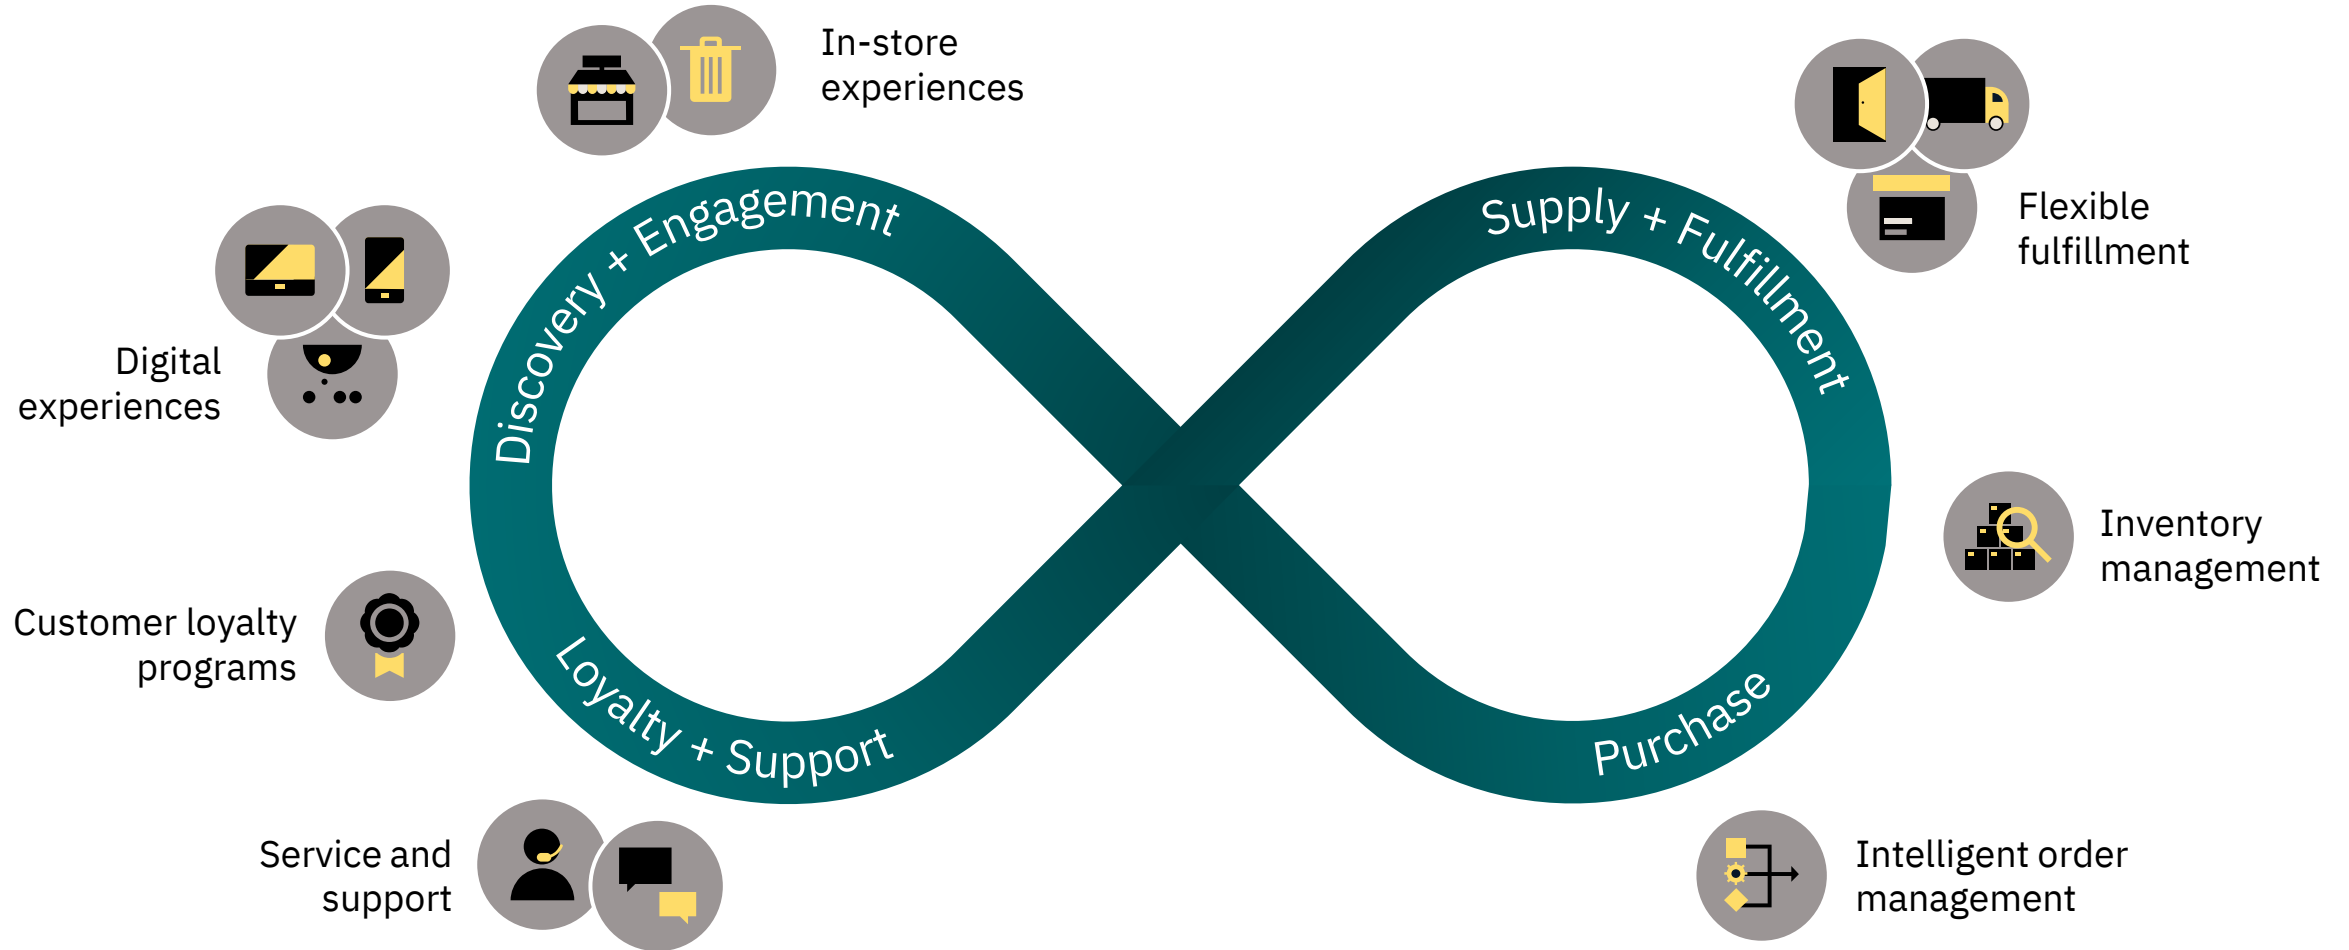 In-store
experiences
Discovery + Engagement
Digital
experiences
Customer loyalty
programs
Loyalty + Support
Service and
support
Supply + Fulfillment
Flexible
fulfillment
Inventory
management
Purchase
Intelligent order
management